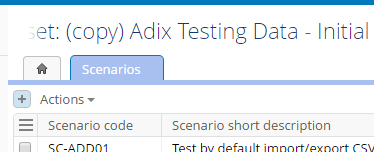 set: (copy) Adix Testing Data - Initial
Scenarios
Actions
Scenario code Scenario short description
SC-ADD01 Test by default import/export CSV